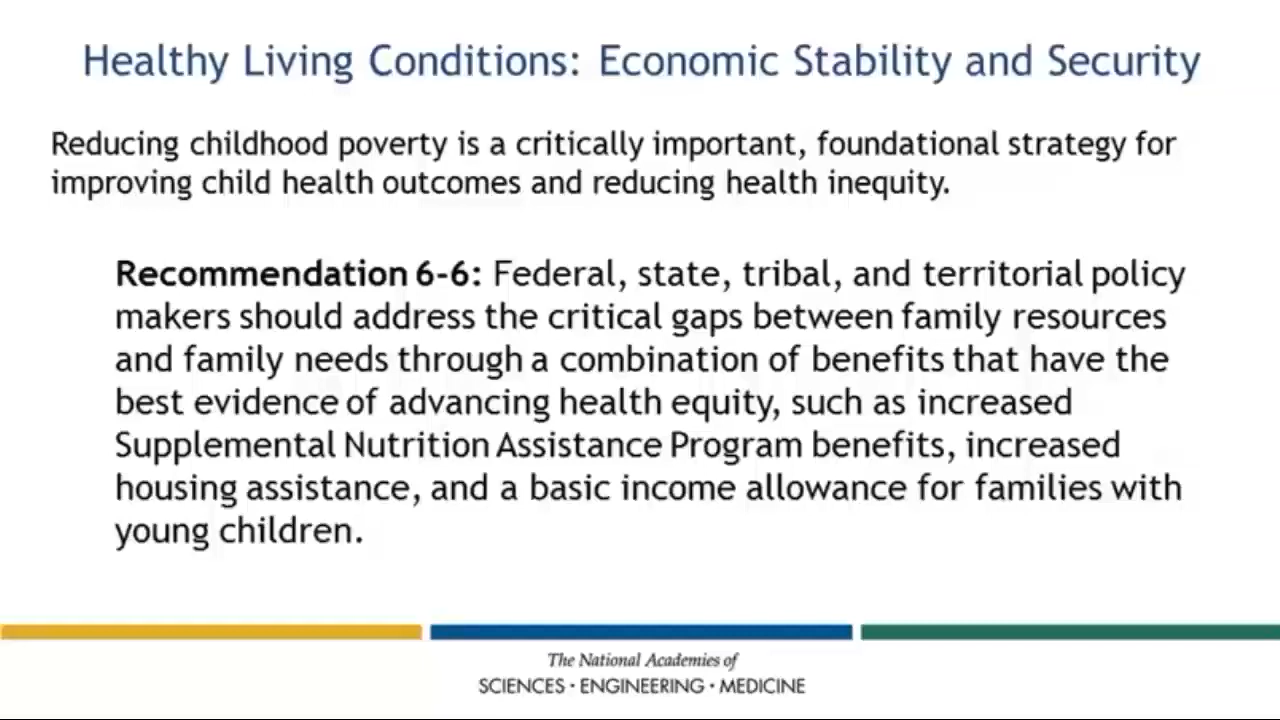 Healthy Living Conditions: Economic Stability and Security
Reducing childhood poverty is a critically important, foundational strategy for
improving child health outcomes and reducing health inequity.
Recommendation 6-6: Federal, state, tribal, and territorial policy
makers should address the critical gaps between family resources
and family needs through a combination of benefits that have the
best evidence of advancing health equity, such as increased
Supplemental Nutrition Assistance Program benefits, increased
housing assistance, and a basic income allowance for families with
young children.
The National Academies of
SCIENCES · ENGINEERING · MEDICINE